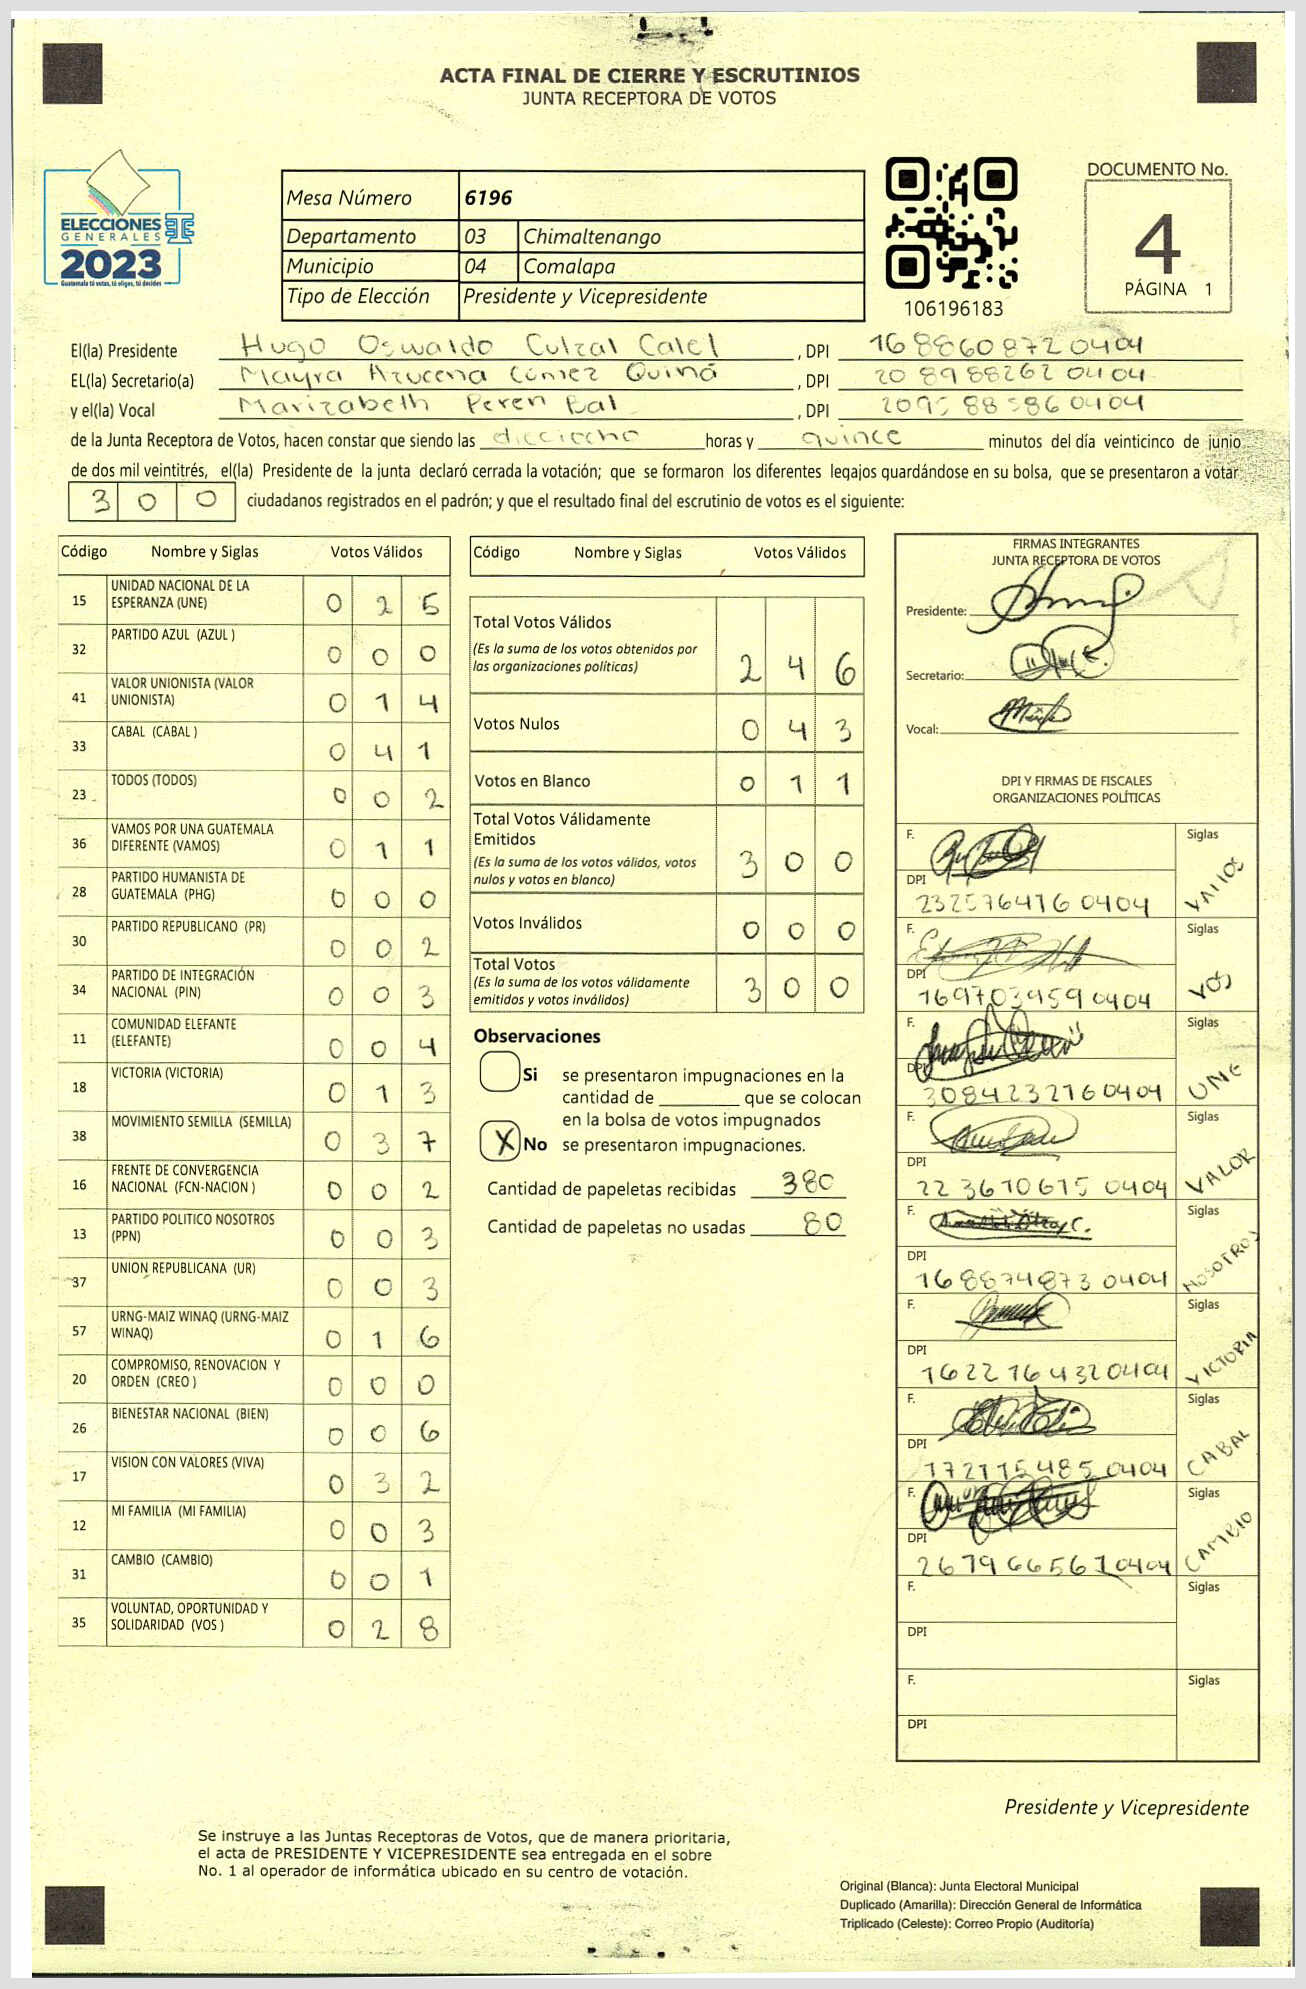 ACTA FINAL DE CIERRE Y ESCRUTINIOS
JUNTA RECEPTORA DE VOTOS
ELECCIONES
GENERALES
2023
Guatemala tú votas, tú eliges, tú decides
Mesa Número 6196
Departamento 03 Chimaltenango
Municipio 04 Comalapa
Tipo de Elección Presidente y Vicepresidente
106196183
DOCUMENTO No.
4
PÁGINA 1
El(la) Presidente Hugo Oswaldo Culzal Calel, DPI 1688608720404
EL(la) Secretario(a) Mayra Azucena Gómez Quiná, DPI 2089882620404
y el(la) Vocal Marizabeth Peren Bal, DPI 2095885860404
de la Junta Receptora de Votos, hacen constar que siendo las dieciocho horas y quince minutos del día veinticinco de junio
de dos mil veintitrés, el(la) Presidente de la junta declaró cerrada la votación; que se formaron los diferentes legajos guardándose en su bolsa, que se presentaron a votar
3 0 0 ciudadanos registrados en el padrón; y que el resultado final del escrutinio de votos es el siguiente:
Código Nombre y Siglas Votos Válidos
15 UNIDAD NACIONAL DE LA ESPERANZA (UNE) 0 2 5
32 PARTIDO AZUL (AZUL ) 0 0 0
41 VALOR UNIONISTA (VALOR UNIONISTA) 0 1 4
33 CABAL (CABAL ) 0 4 1
23 TODOS (TODOS) 0 0 2
36 VAMOS POR UNA GUATEMALA DIFERENTE (VAMOS) 0 1 1
28 PARTIDO HUMANISTA DE GUATEMALA (PHG) 0 0 0
30 PARTIDO REPUBLICANO (PR) 0 0 2
34 PARTIDO DE INTEGRACIÓN NACIONAL (PIN) 0 0 3
11 COMUNIDAD ELEFANTE (ELEFANTE) 0 0 4
18 VICTORIA (VICTORIA) 0 1 3
38 MOVIMIENTO SEMILLA (SEMILLA) 0 3 7
16 FRENTE DE CONVERGENCIA NACIONAL (FCN-NACION ) 0 0 2
13 PARTIDO POLITICO NOSOTROS (PPN) 0 0 3
37 UNION REPUBLICANA (UR) 0 0 3
57 URNG-MAIZ WINAQ (URNG-MAIZ WINAQ) 0 1 6
20 COMPROMISO, RENOVACION Y ORDEN (CREO ) 0 0 0
26 BIENESTAR NACIONAL (BIEN) 0 0 6
17 VISION CON VALORES (VIVA) 0 3 2
12 MI FAMILIA (MI FAMILIA) 0 0 3
31 CAMBIO (CAMBIO) 0 0 1
35 VOLUNTAD, OPORTUNIDAD Y SOLIDARIDAD (VOS ) 0 2 8
Código Nombre y Siglas Votos Válidos
Total Votos Válidos
(Es la suma de los votos obtenidos por
las organizaciones políticas) 2 4 6
Votos Nulos 0 4 3
Votos en Blanco 0 1 1
Total Votos Válidamente
Emitidos
(Es la suma de los votos válidos, votos
nulos y votos en blanco) 3 0 0
Votos Inválidos 0 0 0
Total Votos
(Es la suma de los votos válidamente
emitidos y votos inválidos) 3 0 0
Observaciones
Si se presentaron impugnaciones en la
cantidad de ________ que se colocan
en la bolsa de votos impugnados
X No se presentaron impugnaciones.
Cantidad de papeletas recibidas 380
Cantidad de papeletas no usadas 80
FIRMAS INTEGRANTES
JUNTA RECEPTORA DE VOTOS
Presidente:
Secretario:
Vocal:
DPI Y FIRMAS DE FISCALES
ORGANIZACIONES POLÍTICAS
F. Siglas
DPI VAMOS
2325764160404
F. Siglas
DPI VOS
1697039590404
F. Siglas
DPI UNE
3084232160404
F. Siglas
DPI VALOR
2236706750404
F. Siglas
DPI NOSOTROS
1688748730404
F. Siglas
DPI VICTORIA
1622764320404
F. Siglas
DPI CABAL
1721154850404
F. Siglas
DPI CAMBIO
2679665610404
F. Siglas
DPI
F. Siglas
DPI
Presidente y Vicepresidente
Se instruye a las Juntas Receptoras de Votos, que de manera prioritaria,
el acta de PRESIDENTE Y VICEPRESIDENTE sea entregada en el sobre
No. 1 al operador de informática ubicado en su centro de votación.
Original (Blanca): Junta Electoral Municipal
Duplicado (Amarilla): Dirección General de Informática
Triplicado (Celeste): Correo Propio (Auditoría)